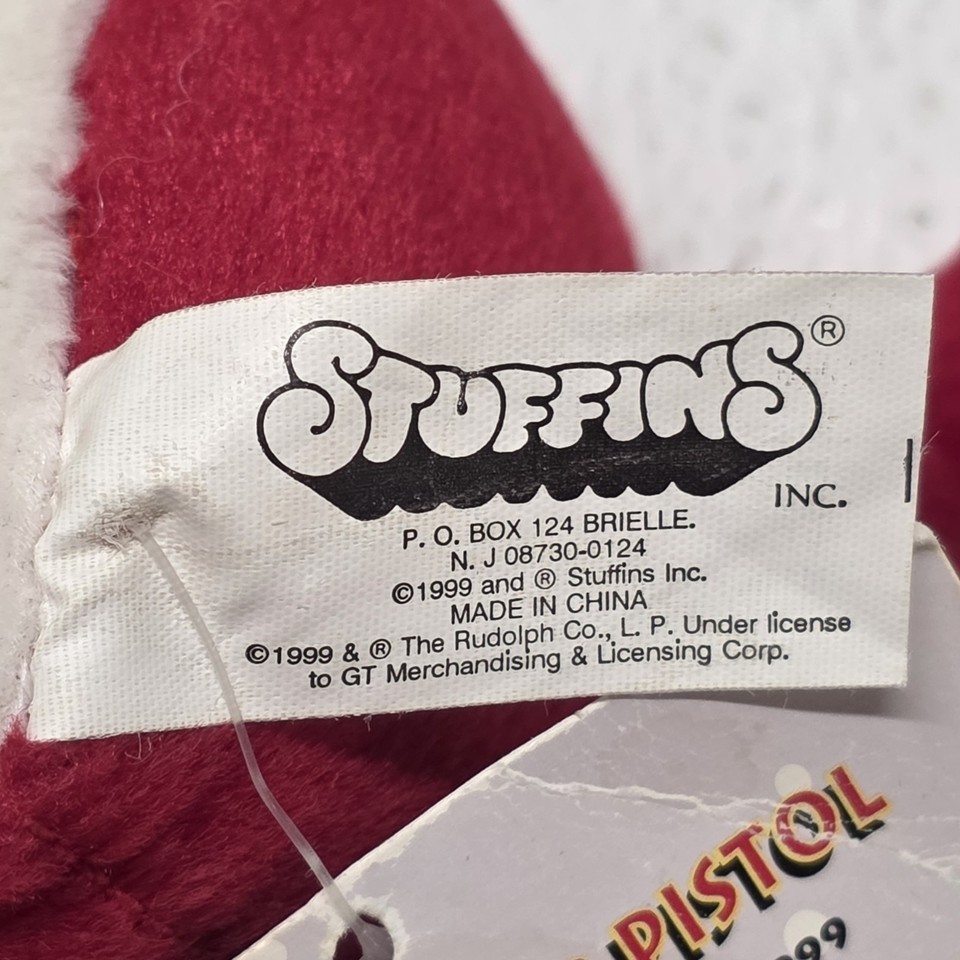 STUFFINS®
INC.
P. O. BOX 124 BRIELLE.
N. J 08730-0124
©1999 and ® Stuffins Inc.
MADE IN CHINA
©1999 & ® The Rudolph Co., L. P. Under license
to GT Merchandising & Licensing Corp.
PISTOL